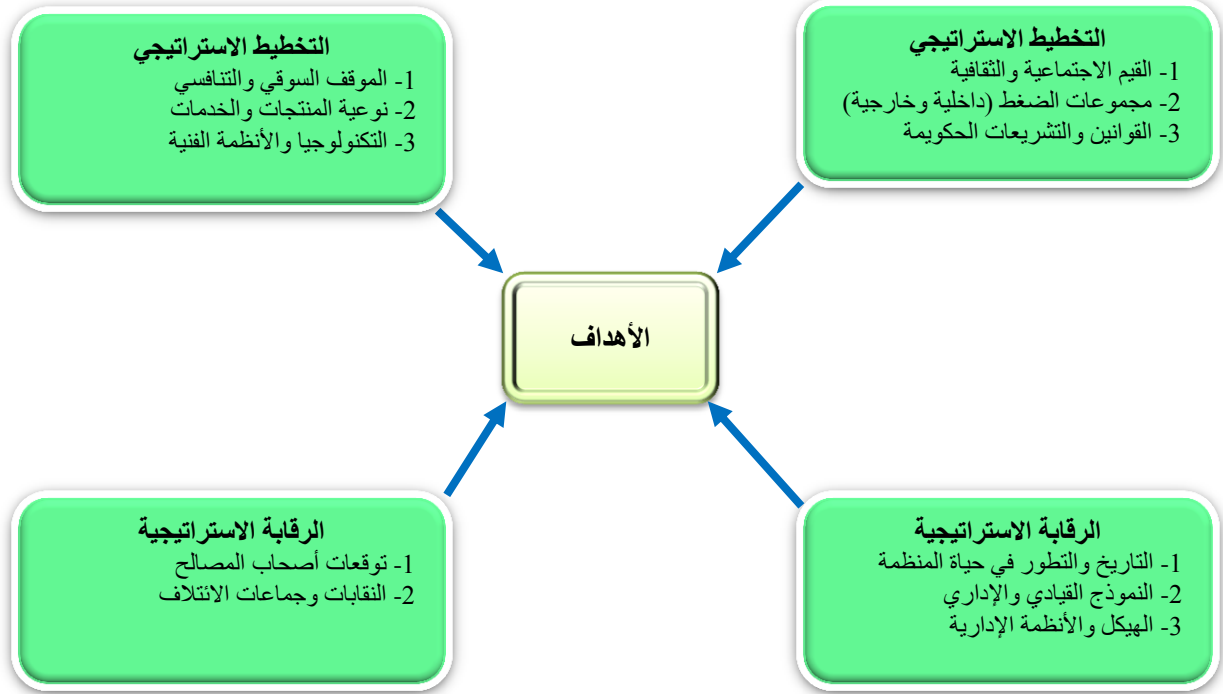 التخطيط الاستراتيجي
1- القيم الاجتماعية والثقافية
2- مجموعات الضغط (داخلية وخارجية)
3- القوانين والتشريعات الحكويمة
التخطيط الاستراتيجي
1- الموقف السوقي والتنافسي
2- نوعية المنتجات والخدمات
3- التكنولوجيا والأنظمة الفنية
الأهداف
الرقابة الاستراتيجية
1- التاريخ والتطور في حياة المنظمة
2- النموذج القيادي والإداري
3- الهيكل والأنظمة الإدارية
الرقابة الاستراتيجية
1- توقعات أصحاب المصالح
2- النقابات وجماعات الائتلاف